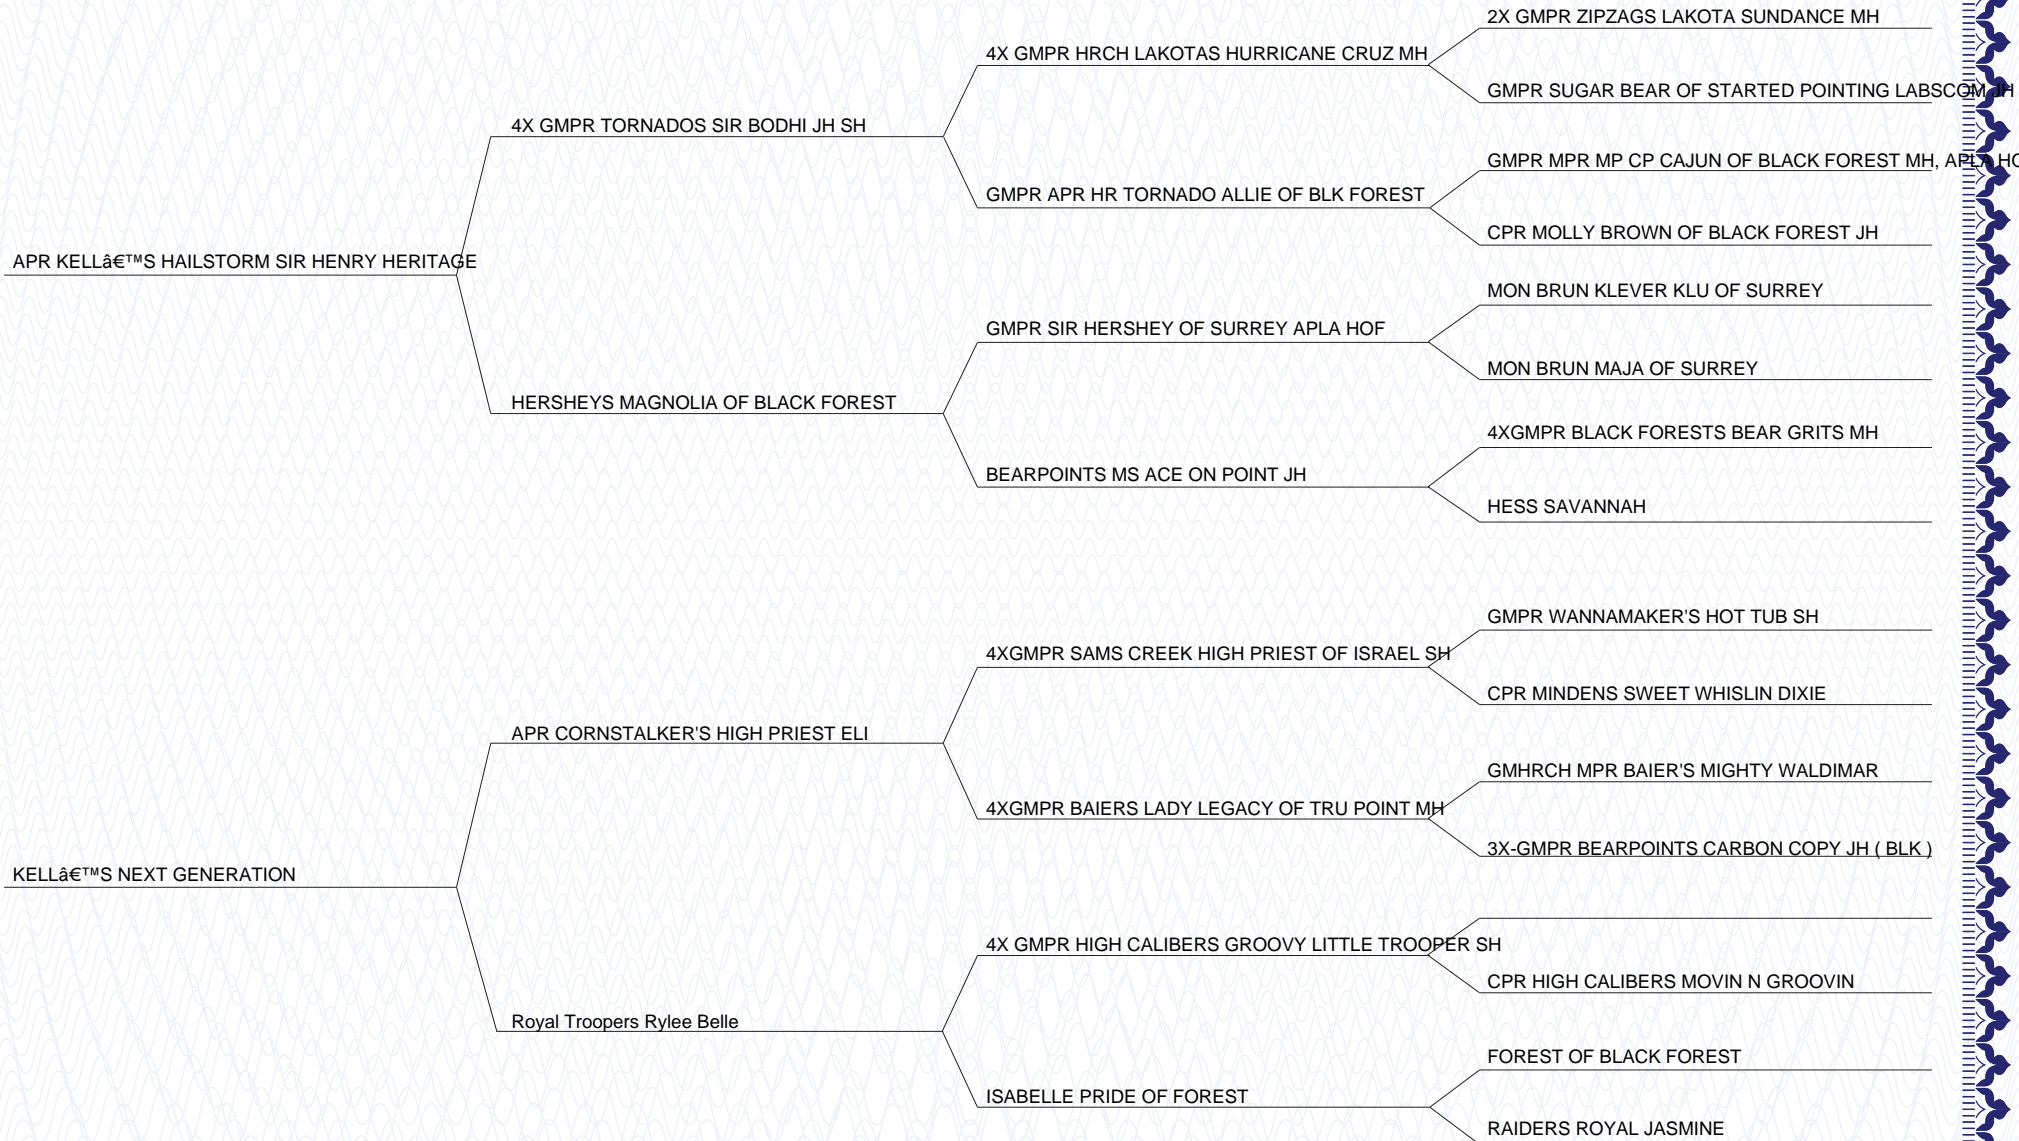 2X GMPR ZIPZAGS LAKOTA SUNDANCE MH
4X GMPR HRCH LAKOTAS HURRICANE CRUZ MH
GMPR SUGAR BEAR OF STARTED POINTING LABSCOM JH
4X GMPR TORNADOS SIR BODHI JH SH
GMPR MPR MP CP CAJUN OF BLACK FOREST MH, APLA HO
GMPR APR HR TORNADO ALLIE OF BLK FOREST
CPR MOLLY BROWN OF BLACK FOREST JH
APR KELLâ€™S HAILSTORM SIR HENRY HERITAGE
MON BRUN KLEVER KLU OF SURREY
GMPR SIR HERSHEY OF SURREY APLA HOF
MON BRUN MAJA OF SURREY
HERSHEYS MAGNOLIA OF BLACK FOREST
4XGMPR BLACK FORESTS BEAR GRITS MH
BEARPOINTS MS ACE ON POINT JH
HESS SAVANNAH
GMPR WANNAMAKER'S HOT TUB SH
4XGMPR SAMS CREEK HIGH PRIEST OF ISRAEL SH
CPR MINDENS SWEET WHISLIN DIXIE
APR CORNSTALKER'S HIGH PRIEST ELI
GMHRCH MPR BAIER'S MIGHTY WALDIMAR
4XGMPR BAIERS LADY LEGACY OF TRU POINT MH
3X-GMPR BEARPOINTS CARBON COPY JH ( BLK )
KELLâ€™S NEXT GENERATION
4X GMPR HIGH CALIBERS GROOVY LITTLE TROOPER SH
CPR HIGH CALIBERS MOVIN N GROOVIN
Royal Troopers Rylee Belle
FOREST OF BLACK FOREST
ISABELLE PRIDE OF FOREST
RAIDERS ROYAL JASMINE